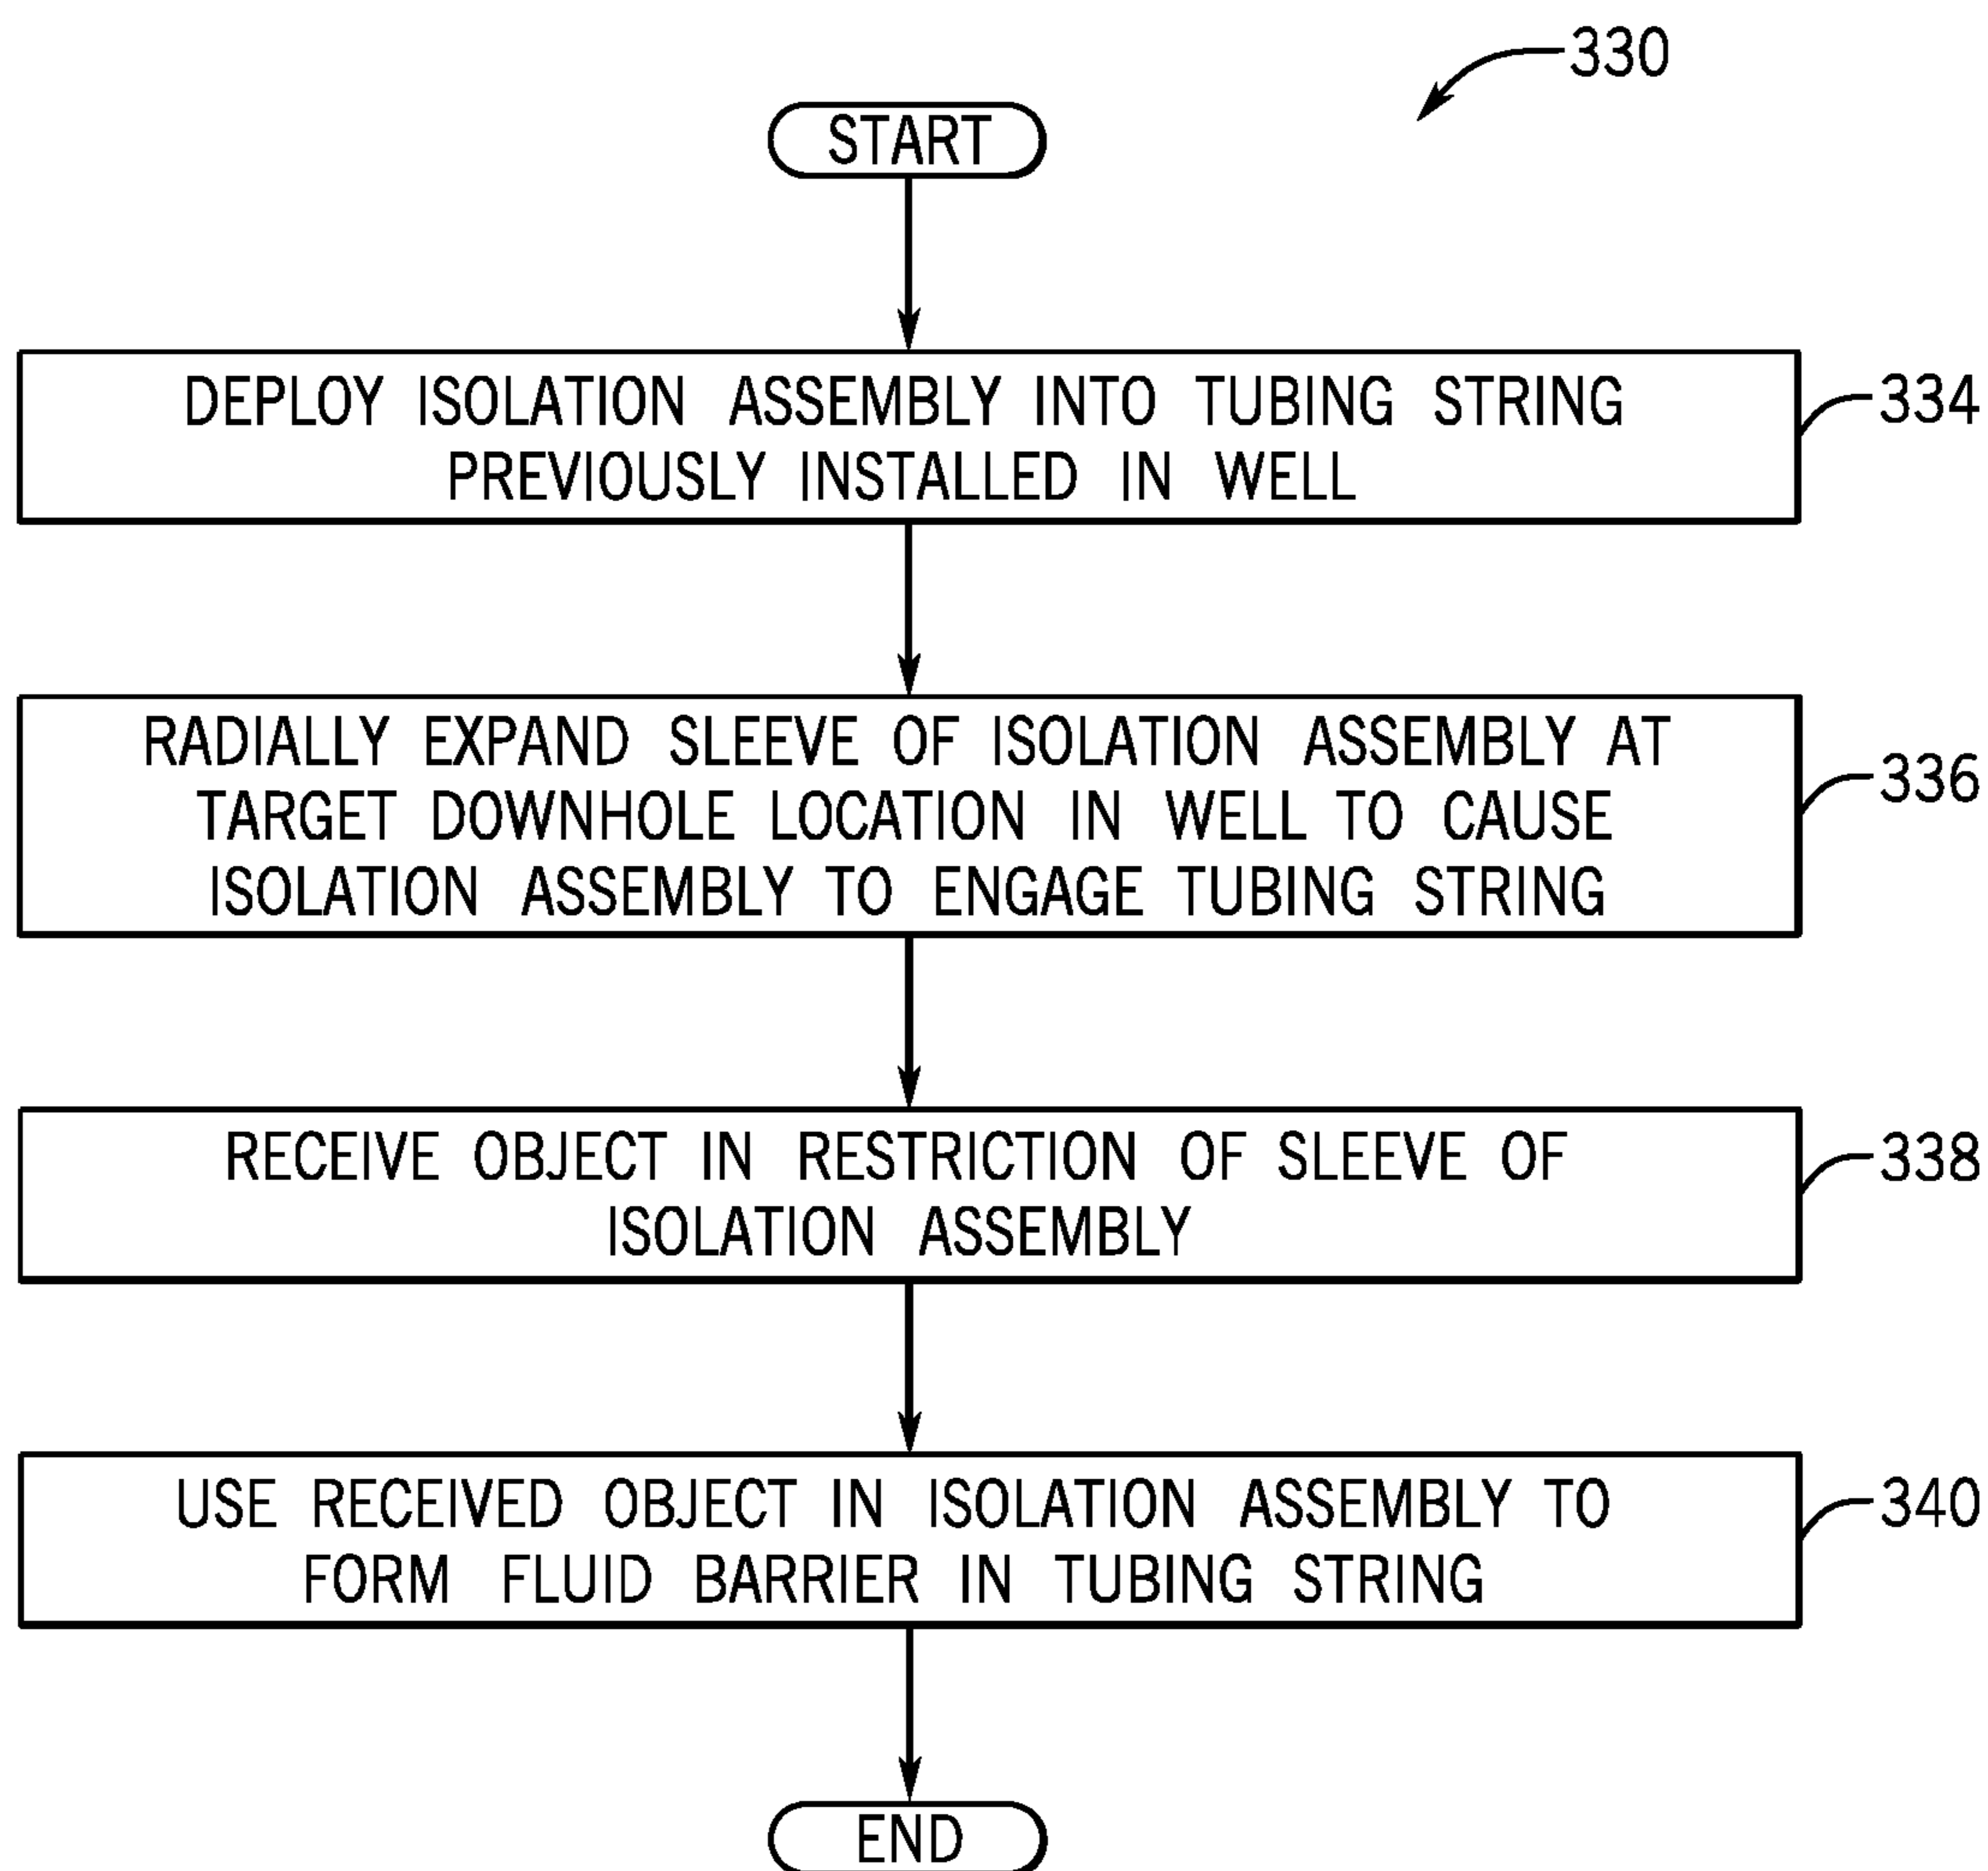 330
START
DEPLOY ISOLATION ASSEMBLY INTO TUBING STRING
PREVIOUSLY INSTALLED IN WELL
334
RADIALLY EXPAND SLEEVE OF ISOLATION ASSEMBLY AT
TARGET DOWNHOLE LOCATION IN WELL TO CAUSE
ISOLATION ASSEMBLY TO ENGAGE TUBING STRING
336
RECEIVE OBJECT IN RESTRICTION OF SLEEVE OF
ISOLATION ASSEMBLY
338
USE RECEIVED OBJECT IN ISOLATION ASSEMBLY TO
FORM FLUID BARRIER IN TUBING STRING
340
END